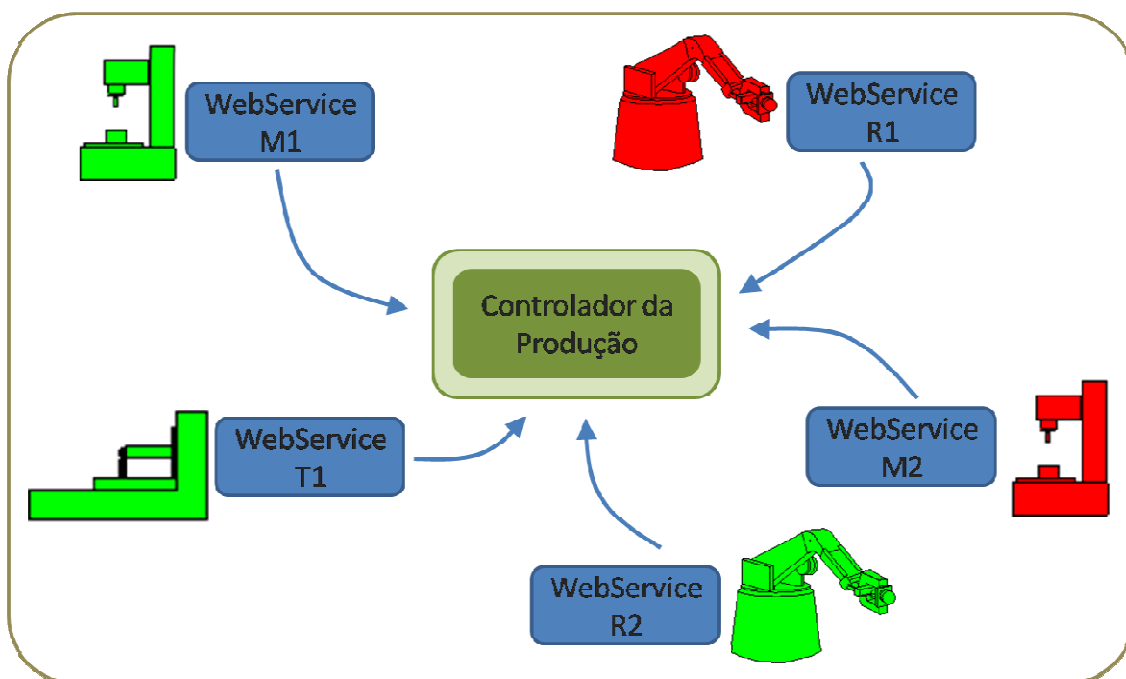 WebService
M1
WebService
R1
Controlador da
Produção
WebService
T1
WebService
M2
WebService
R2